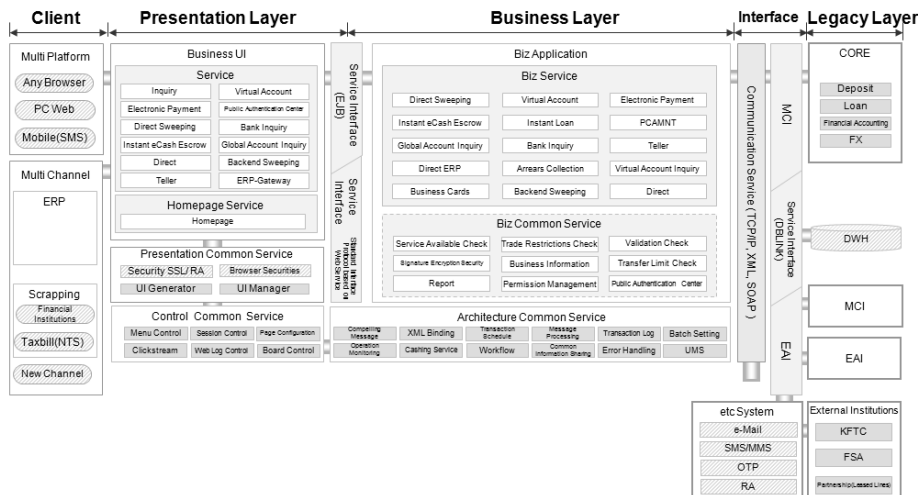 Client
Presentation Layer
Business Layer
Interface
Legacy Layer
Multi Platform
Any Browser
PC Web
Mobile(SMS)
Multi Channel
ERP
Scrapping
Financial
Institutions
Taxbill(NTS)
New Channel
Business UI
Service
Inquiry
Virtual Account
Electronic Payment
Public Authentication Center
Direct Sweeping
Bank Inquiry
Instant eCash Escrow
Global Account Inquiry
Direct
Backend Sweeping
Teller
ERP-Gateway
Homepage Service
Homepage
Presentation Common Service
Security SSL/ RA
Browser Securities
UI Generator
UI Manager
Control Common Service
Menu Control
Session Control
Page Configuration
Clickstream
Web Log Control
Board Control
Service Interface
(EJB)
Service
Interface
Standard Interface
Protocol based on
Web Service
Biz Application
Biz Service
Direct Sweeping
Virtual Account
Electronic Payment
Instant eCash Escrow
Instant Loan
PCAMNT
Global Account Inquiry
Bank Inquiry
Teller
Direct ERP
Arrears Collection
Virtual Account Inquiry
Business Cards
Backend Sweeping
Direct
Biz Common Service
Service Available Check
Trade Restrictions Check
Validation Check
Signature Encryption Security
Business Information
Transfer Limit Check
Report
Permission Management
Public Authentication Center
Architecture Common Service
Compelling
Message
XML Binding
Transaction
Schedule
Message
Processing
Transaction Log
Batch Setting
Operation
Monitoring
Cashing Service
Workflow
Common
Information Sharing
Error Handling
UMS
Communication Service ( TCP/IP, XML, SOAP )
MCI
Service Interface
(DBLINK)
EAI
CORE
Deposit
Loan
Financial Accounting
FX
DWH
MCI
EAI
etc System
e-Mail
SMS/MMS
OTP
RA
External Institutions
KFTC
FSA
Partnership(Leased Lines)